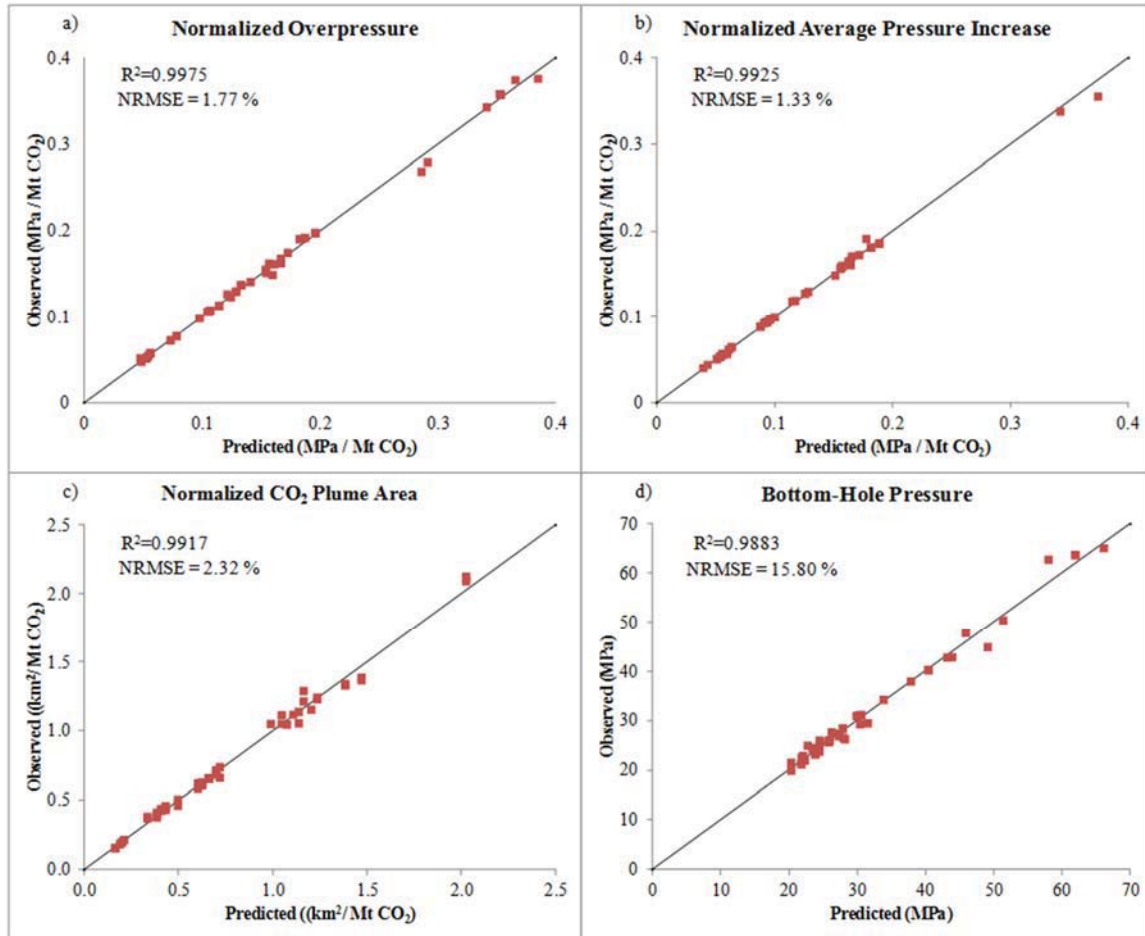 a)
Normalized Overpressure
R²=0.9975
NRMSE = 1.77 %
Observed (MPa / Mt CO₂)
0.4
0.3
0.2
0.1
0
0 0.1 0.2 0.3 0.4
Predicted (MPa / Mt CO₂)
b)
Normalized Average Pressure Increase
R²=0.9925
NRMSE = 1.33 %
Observed (MPa / Mt CO₂)
0.4
0.3
0.2
0.1
0
0 0.1 0.2 0.3 0.4
Predicted (MPa / Mt CO₂)
c)
Normalized CO₂ Plume Area
R²=0.9917
NRMSE = 2.32 %
Observed ((km²/ Mt CO₂)
2.5
2.0
1.5
1.0
0.5
0.0
0.0 0.5 1.0 1.5 2.0 2.5
Predicted ((km²/ Mt CO₂)
d)
Bottom-Hole Pressure
R²=0.9883
NRMSE = 15.80 %
Observed (MPa)
70
60
50
40
30
20
10
0
0 10 20 30 40 50 60 70
Predicted (MPa)